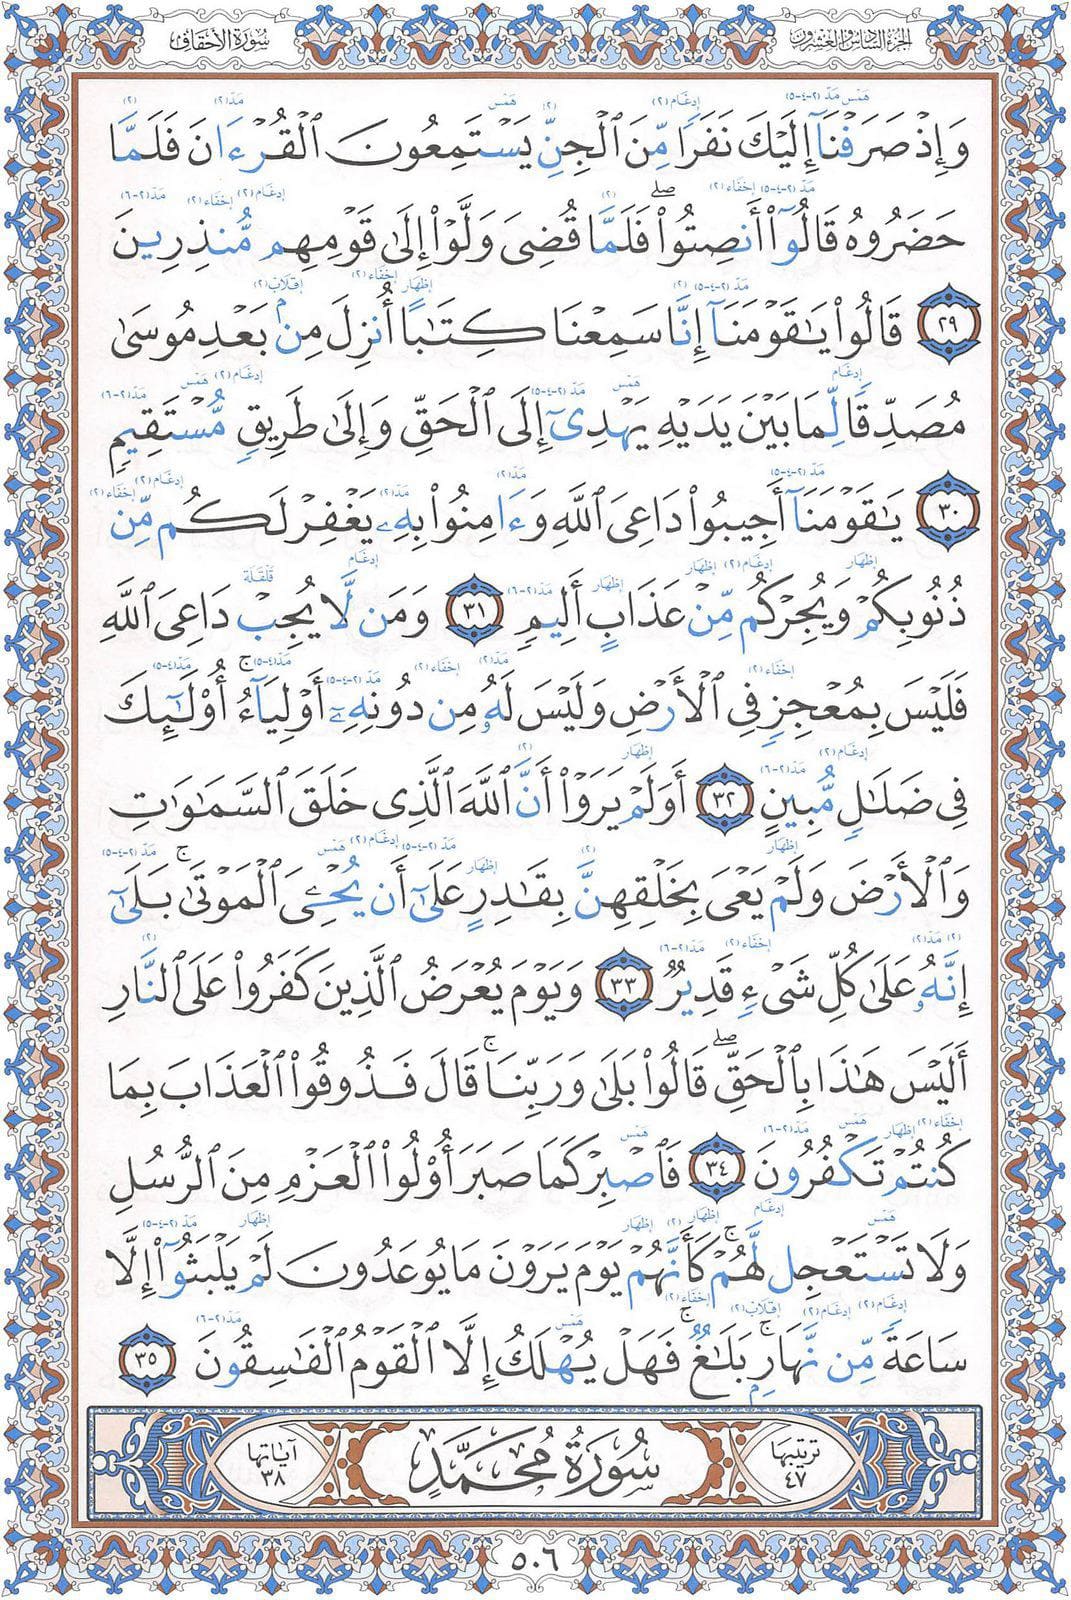 الجزء السادس والعشرون
سورة الأحقاف
وَإِذْ صَرَفْنَآ إِلَيْكَ نَفَرًا مِّنَ ٱلْجِنِّ يَسْتَمِعُونَ ٱلْقُرْءَانَ فَلَمَّا
حَضَرُوهُ قَالُوٓا۟ أَنصِتُوا۟ ۖ فَلَمَّا قُضِىَ وَلَّوْا۟ إِلَىٰ قَوْمِهِم مُّنذِرِينَ
٢٩ قَالُوا۟ يَـٰقَوْمَنَآ إِنَّا سَمِعْنَا كِتَـٰبًا أُنزِلَ مِنۢ بَعْدِ مُوسَىٰ
مُصَدِّقًا لِّمَا بَيْنَ يَدَيْهِ يَهْدِىٓ إِلَى ٱلْحَقِّ وَإِلَىٰ طَرِيقٍ مُّسْتَقِيمٍ
٣٠ يَـٰقَوْمَنَآ أَجِيبُوا۟ دَاعِىَ ٱللَّهِ وَءَامِنُوا۟ بِهِۦ يَغْفِرْ لَكُم مِّن
ذُنُوبِكُمْ وَيُجِرْكُم مِّنْ عَذَابٍ أَلِيمٍ ٣١ وَمَن لَّا يُجِبْ دَاعِىَ ٱللَّهِ
فَلَيْسَ بِمُعْجِزٍ فِى ٱلْأَرْضِ وَلَيْسَ لَهُۥ مِن دُونِهِۦٓ أَوْلِيَآءُ ۚ أُو۟لَـٰٓئِكَ
فِى ضَلَـٰلٍ مُّبِينٍ ٣٢ أَوَلَمْ يَرَوْا۟ أَنَّ ٱللَّهَ ٱلَّذِى خَلَقَ ٱلسَّمَـٰوَٰتِ
وَٱلْأَرْضَ وَلَمْ يَعْىَ بِخَلْقِهِنَّ بِقَـٰدِرٍ عَلَىٰٓ أَن يُحْـِۧىَ ٱلْمَوْتَىٰ ۚ بَلَىٰٓ
إِنَّهُۥ عَلَىٰ كُلِّ شَىْءٍ قَدِيرٌ ٣٣ وَيَوْمَ يُعْرَضُ ٱلَّذِينَ كَفَرُوا۟ عَلَى ٱلنَّارِ
أَلَيْسَ هَـٰذَا بِٱلْحَقِّ ۖ قَالُوا۟ بَلَىٰ وَرَبِّنَا ۚ قَالَ فَذُوقُوا۟ ٱلْعَذَابَ بِمَا
كُنتُمْ تَكْفُرُونَ ٣٤ فَٱصْبِرْ كَمَا صَبَرَ أُو۟لُوا۟ ٱلْعَزْمِ مِنَ ٱلرُّسُلِ
وَلَا تَسْتَعْجِل لَّهُمْ ۚ كَأَنَّهُمْ يَوْمَ يَرَوْنَ مَا يُوعَدُونَ لَمْ يَلْبَثُوٓا۟ إِلَّا
سَاعَةً مِّن نَّهَارٍۭ ۚ بَلَـٰغٌ ۚ فَهَلْ يُهْلَكُ إِلَّا ٱلْقَوْمُ ٱلْفَـٰسِقُونَ ٣٥
ترتيبها ٤٧ سُورَةُ مُحَمَّدٍ آياتها ٣٨
٥٠٦